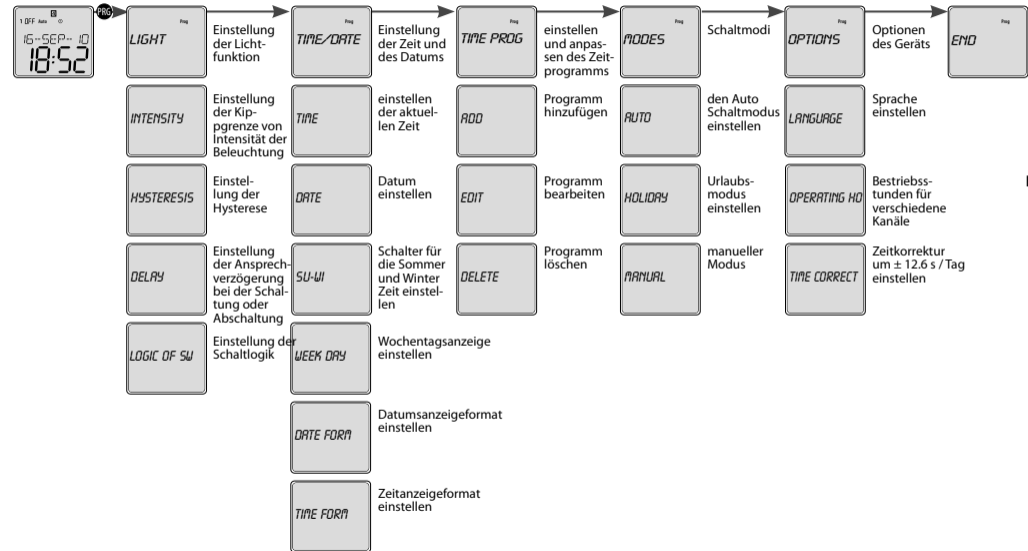 1 OFF Auto
16-SEP-10
18:52
PRG
Prog
LIGHT
Einstellung
der Licht-
funktion
Prog
TIME/DATE
Einstellung
der Zeit und
des Datums
Prog
TIME PROG
einstellen
und anpas-
sen des Zeit-
programms
Prog
MODES
Schaltmodi
Prog
OPTIONS
Optionen
des Geräts
Prog
END
INTENSITY
Einstellung
der Kip-
pgrenze von
Intensität der
Beleuchtung
TIME
einstellen
der aktuel-
len Zeit
ADD
Programm
hinzufügen
AUTO
den Auto
Schaltmodus
einstellen
LANGUAGE
Sprache
einstellen
HYSTERESIS
Einstel-
lung der
Hysterese
DATE
Datum
einstellen
EDIT
Programm
bearbeiten
HOLIDAY
Urlaubs-
modus
einstellen
OPERATING HO
Bestriebss-
tunden für
verschiedene
Kanäle
DELAY
Einstellung
der Ansprech-
verzögerung
bei der Schal-
tung oder
Abschaltung
SU-WI
Schalter für
die Sommer
und Winter
Zeit einstel-
len
DELETE
Programm
löschen
MANUAL
manueller
Modus
TIME CORRECT
Zeitkorrektur
um ± 12.6 s / Tag
einstellen
LOGIC OF SW
Einstellung der
Schaltlogik
WEEK DAY
Wochentagsanzeige
einstellen
DATE FORM
Datumsanzeigeformat
einstellen
TIME FORM
Zeitanzeigeformat
einstellen